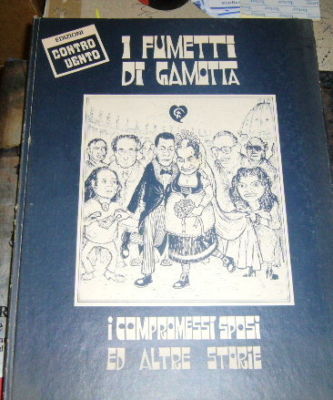 EDIZIONI
CONTRO
VENTO
I FUMETTI
DI GAMOTTA
i COMPROMESSI SPOSI
ED ALTRE STORIE